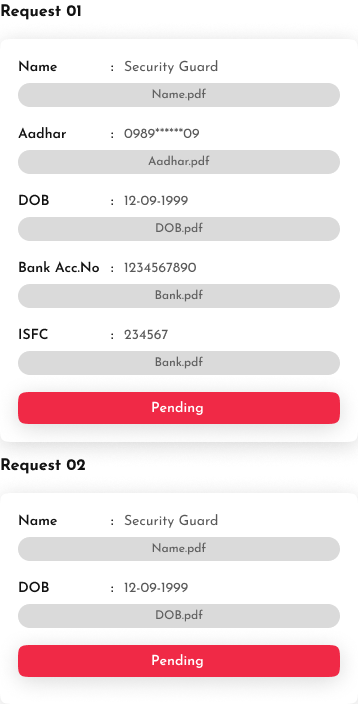 Request 01
Name : Security Guard
Name.pdf
Aadhar : 0989******09
Aadhar.pdf
DOB : 12-09-1999
DOB.pdf
Bank Acc.No : 1234567890
Bank.pdf
ISFC : 234567
Bank.pdf
Pending
Request 02
Name : Security Guard
Name.pdf
DOB : 12-09-1999
DOB.pdf
Pending